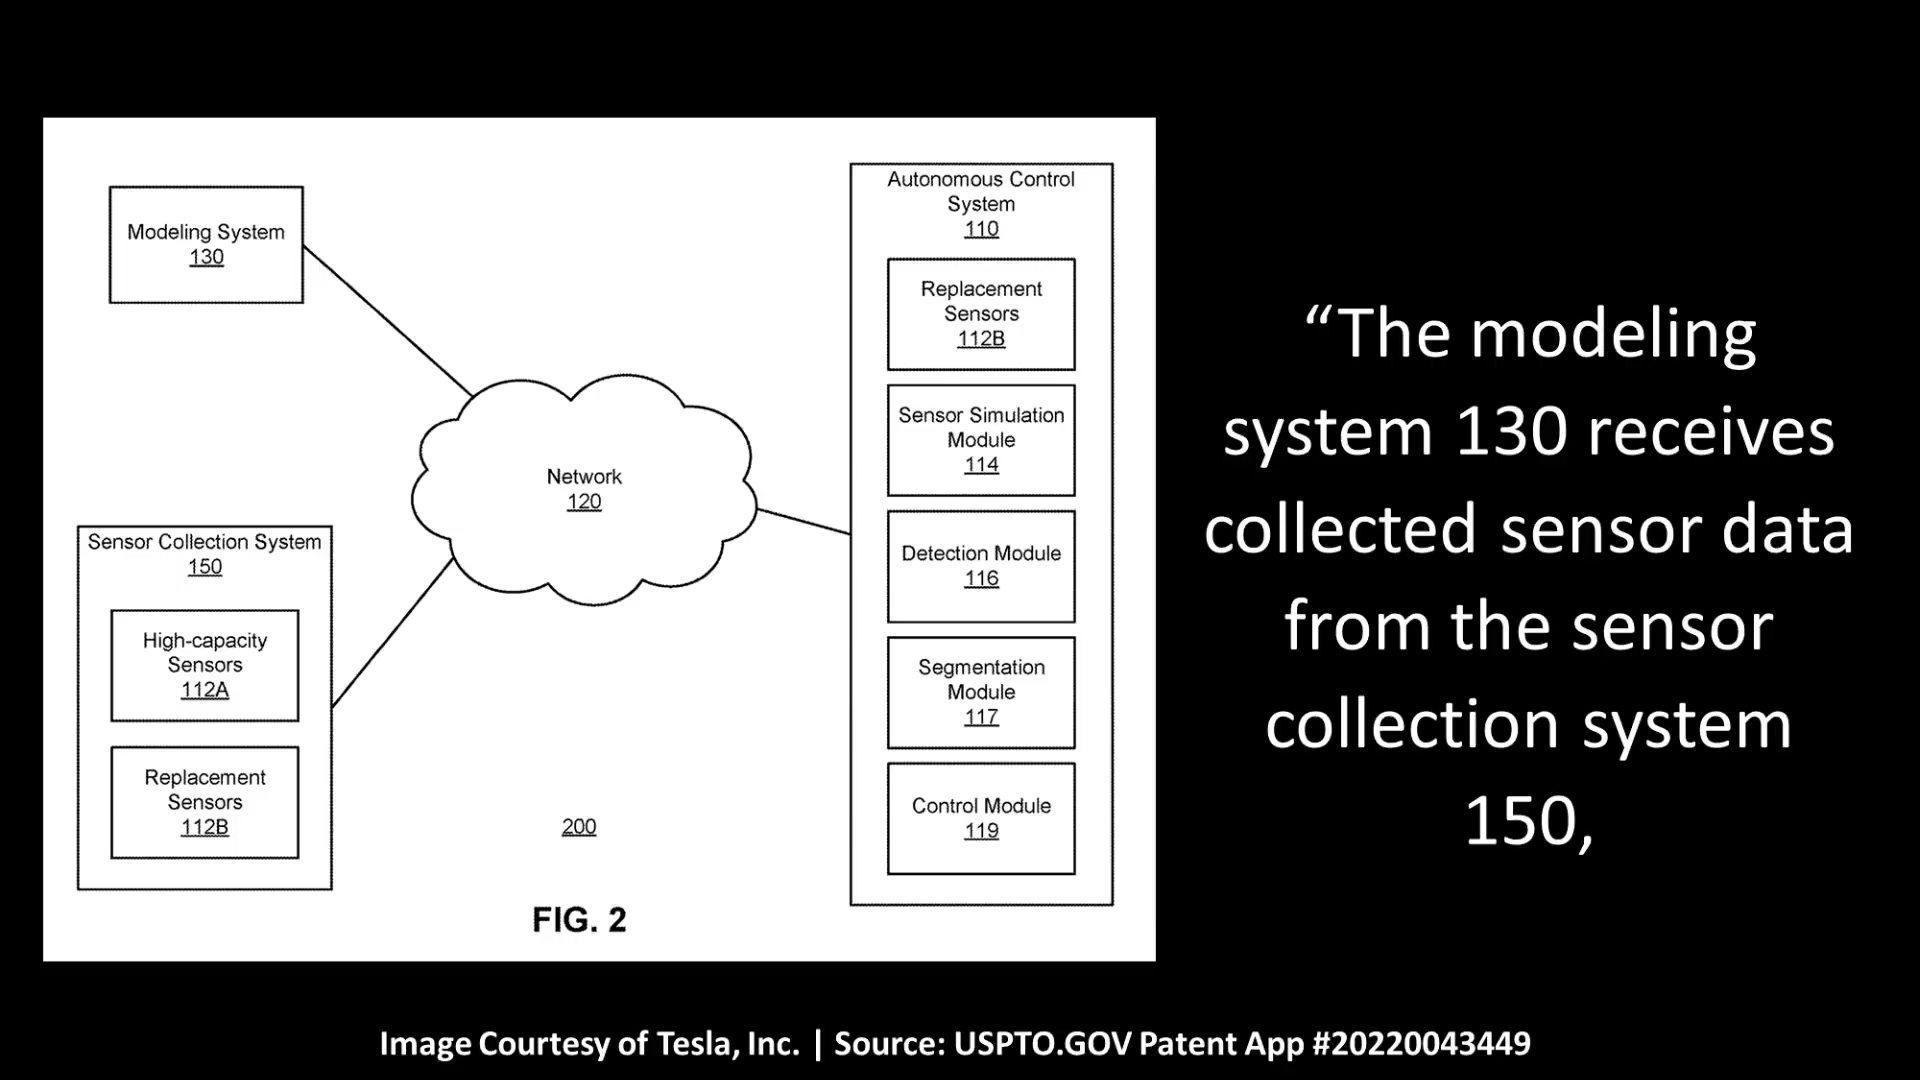 Modeling System
130
Sensor Collection System
150
High-capacity
Sensors
112A
Replacement
Sensors
112B
Network
120
200
FIG. 2
Autonomous Control
System
110
Replacement
Sensors
112B
Sensor Simulation
Module
114
Detection Module
116
Segmentation
Module
117
Control Module
119
“The modeling
system 130 receives
collected sensor data
from the sensor
collection system
150,
Image Courtesy of Tesla, Inc. | Source: USPTO.GOV Patent App #20220043449